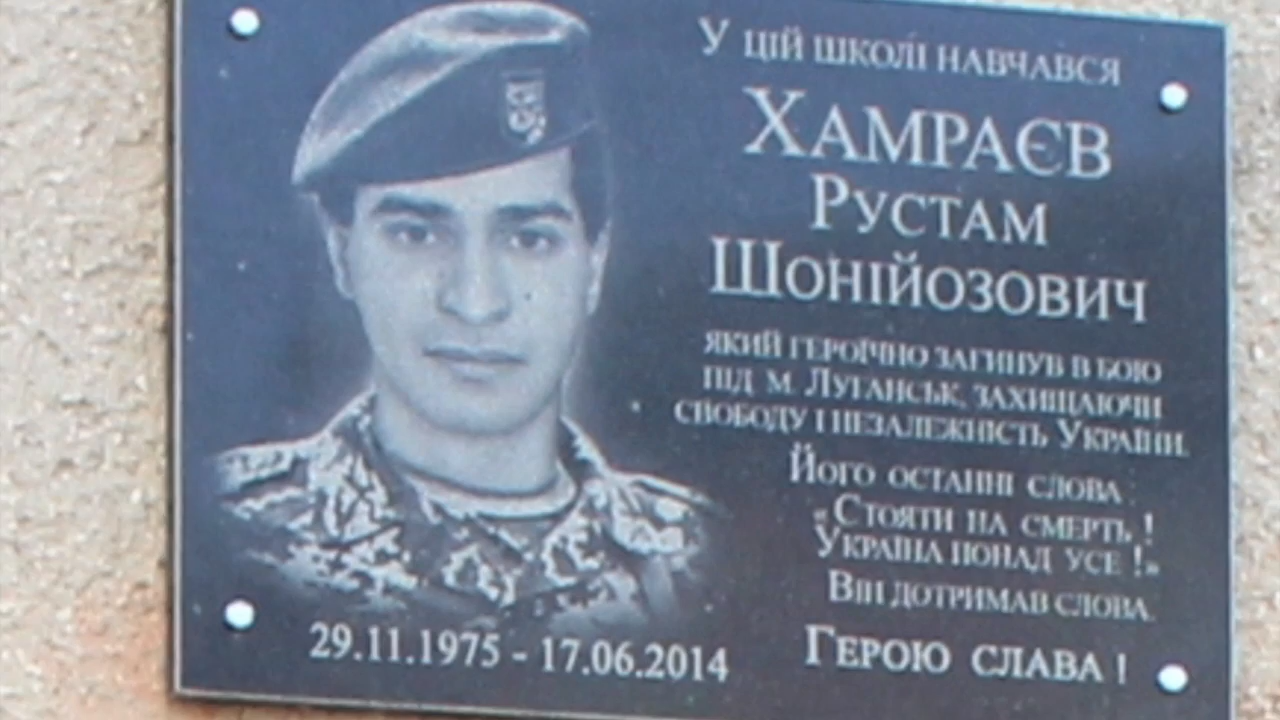 У ЦІЙ ШКОЛІ НАВЧАВСЯ
ХАМРАЄВ
РУСТАМ
ШОНІЙОЗОВИЧ
ЯКИЙ ГЕРОЇЧНО ЗАГИНУВ В БОЮ
ПІД М. ЛУГАНСЬК, ЗАХИЩАЮЧИ
СВОБОДУ І НЕЗАЛЕЖНІСТЬ УКРАЇНИ.
ЙОГО ОСТАННІ СЛОВА :
«СТОЯТИ НА СМЕРТЬ !
УКРАЇНА ПОНАД УСЕ !»
ВІН ДОТРИМАВ СЛОВА.
ГЕРОЮ СЛАВА !
29.11.1975 - 17.06.2014